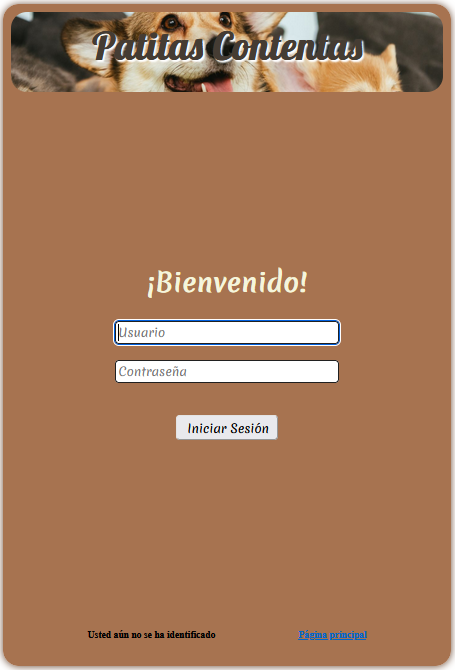 Patitas Contentas
¡Bienvenido!
Usuario
Contraseña
Iniciar Sesión
Usted aún no se ha identificado
Página principal